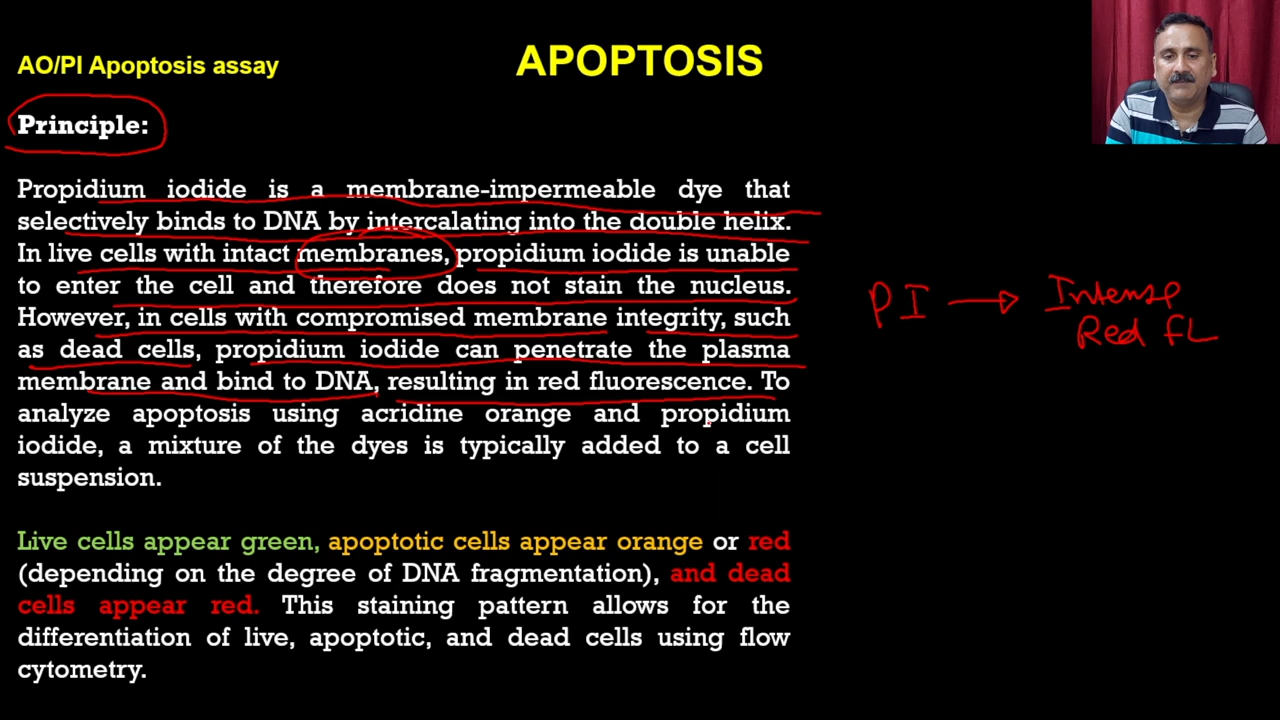 AO/PI Apoptosis assay
APOPTOSIS
Principle:
Propidium iodide is a membrane-impermeable dye that
selectively binds to DNA by intercalating into the double helix.
In live cells with intact membranes, propidium iodide is unable
to enter the cell and therefore does not stain the nucleus.
However, in cells with compromised membrane integrity, such
as dead cells, propidium iodide can penetrate the plasma
membrane and bind to DNA, resulting in red fluorescence. To
analyze apoptosis using acridine orange and propidium
iodide, a mixture of the dyes is typically added to a cell
suspension.
Live cells appear green, apoptotic cells appear orange or red
(depending on the degree of DNA fragmentation), and dead
cells appear red. This staining pattern allows for the
differentiation of live, apoptotic, and dead cells using flow
cytometry.
PI → Intense
Red fL